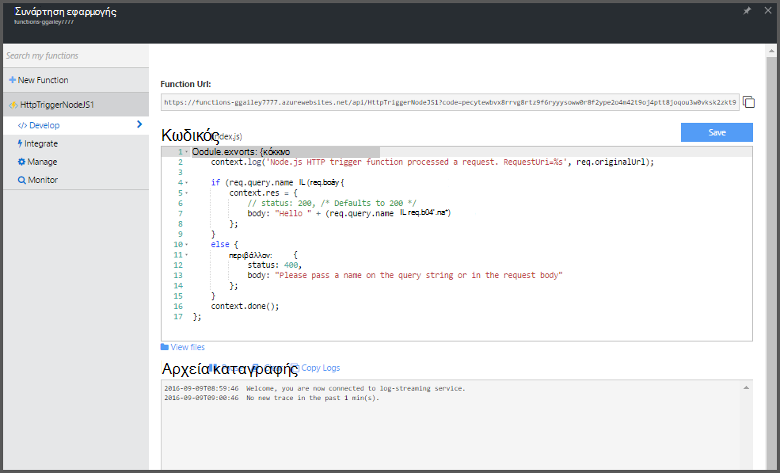 Συνάρτηση εφαρμογής
functions-ggailey7777
Search my functions
New Function
HttpTriggerNodeJS1
</> Develop
Integrate
Manage
Monitor
Function Url:
https://functions-ggailey7777.azurewebsites.net/api/HttpTriggerNodeJS1?code=pecytewbvx8rrvg8rtz9f6ryyysoww0r8f2ype2o4m42t9oj4ptt8joqou3w0vksk2zkt9
Κωδικός index.js)
Save
1 Oodule.exvorts: {κόκκινο
2 context.log('Node.js HTTP trigger function processed a request. RequestUri=%s', req.originalUrl);
3
4 if (req.query.name IL (req.boây {
5 context.res = {
6 // status: 200, /* Defaults to 200 */
7 body: "Hello " + (req.query.name IL req.b04'.na")
8 };
9 }
10 else {
11 περιβάλλον: {
12 status: 400,
13 body: "Please pass a name on the query string or in the request body"
14 };
15 }
16 context.done();
17 };
View files
Αρχεία καταγραφής Copy Logs
2016-09-09T08:59:46 Welcome, you are now connected to log-streaming service.
2016-09-09T09:00:46 No new trace in the past 1 min(s).